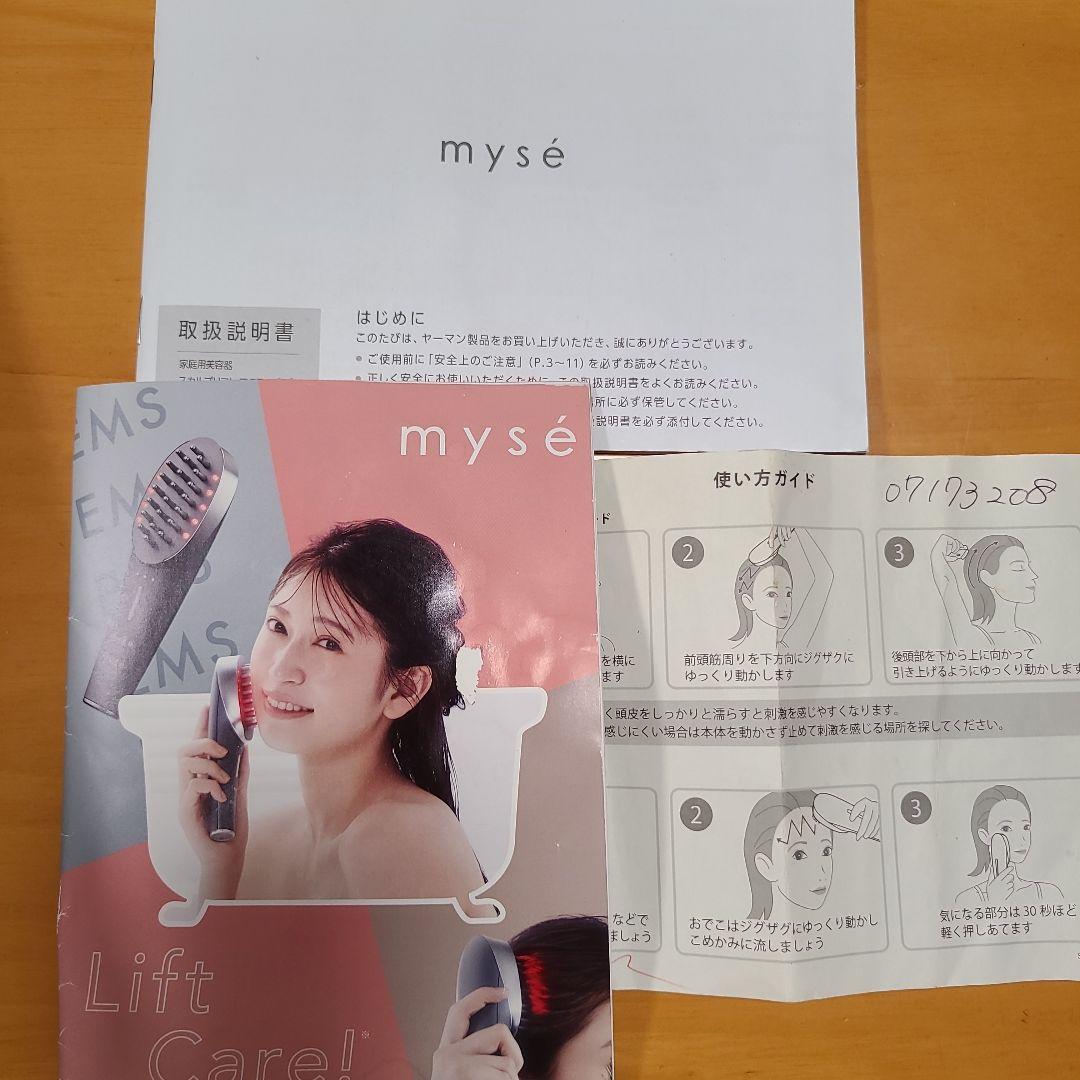 mysé
取扱説明書
家庭用美容器
はじめに
このたびは、ヤーマン製品をお買い上げいただき、誠にありがとうございます。
● ご使用前に「安全上のご注意」(P.3〜11)を必ずお読みください。
● 正しく安全にお使いいただくために、この取扱説明書をよくお読みください。
所に必ず保管してください。
説明書を必ず添付してください。
EMS
EMS
EMS
mysé
Lift
Care!※
使い方ガイド
07173208
ード
2
前頭筋周りを下方向にジグザクに
ゆっくり動かします
3
後頭部を下から上に向かって
引き上げるようにゆっくり動かします
を横に
ます
く頭皮をしっかりと濡らすと刺激を感じやすくなります。
感じにくい場合は本体を動かさず止めて刺激を感じる場所を探してください。
2
おでこはジグザグにゆっくり動かし
こめかみに流しましょう
3
気になる部分は30秒ほど
軽く押しあてます
などで
ましょう